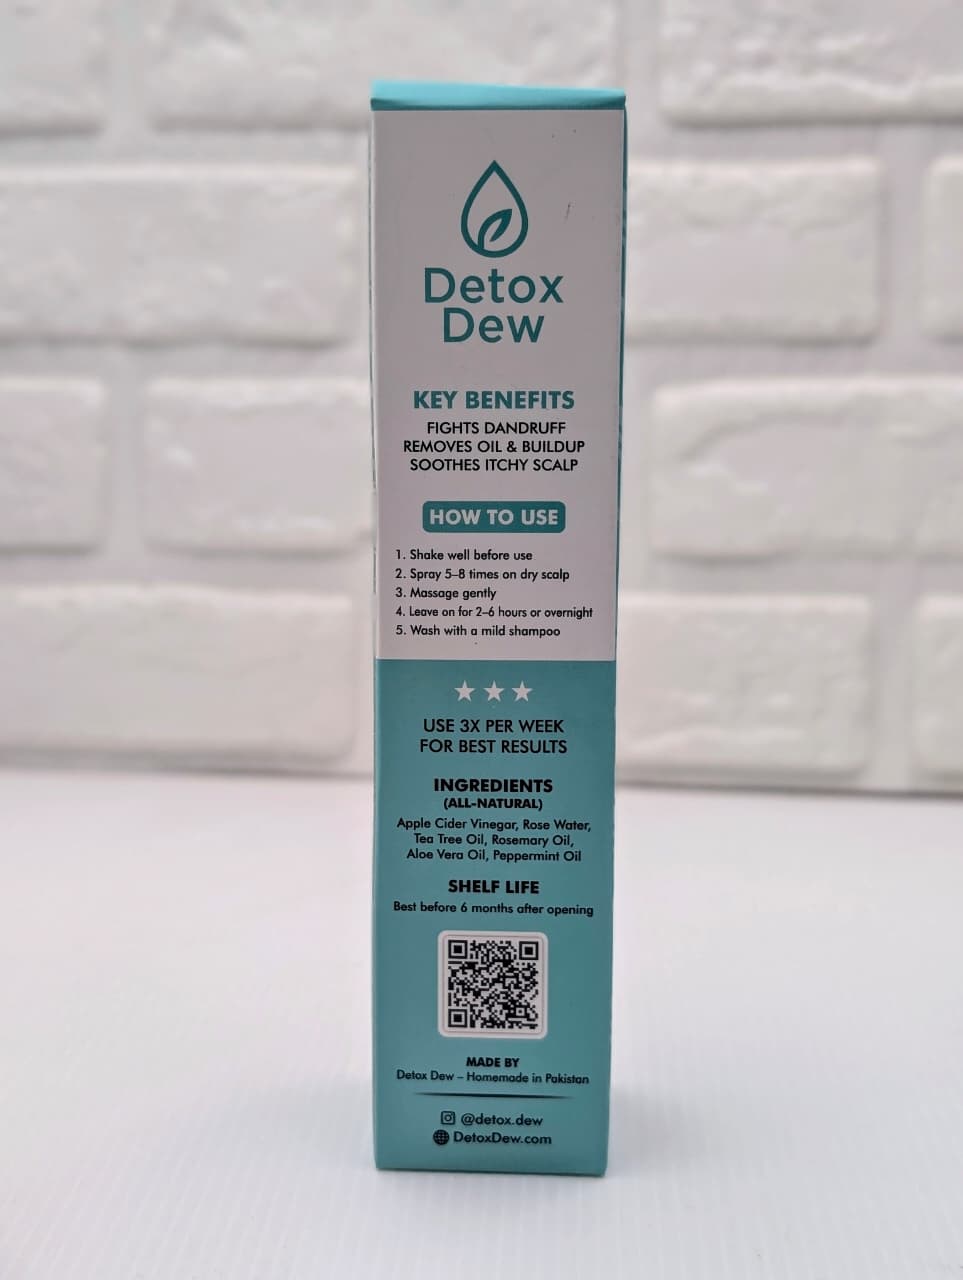 Detox
Dew
KEY BENEFITS
FIGHTS DANDRUFF
REMOVES OIL & BUILDUP
SOOTHES ITCHY SCALP
HOW TO USE
1. Shake well before use
2. Spray 5–8 times on dry scalp
3. Massage gently
4. Leave on for 2–6 hours or overnight
5. Wash with a mild shampoo
USE 3X PER WEEK
FOR BEST RESULTS
INGREDIENTS
(ALL-NATURAL)
Apple Cider Vinegar, Rose Water,
Tea Tree Oil, Rosemary Oil,
Aloe Vera Oil, Peppermint Oil
SHELF LIFE
Best before 6 months after opening
MADE BY
Detox Dew – Homemade in Pakistan
@detox.dew
DetoxDew.com